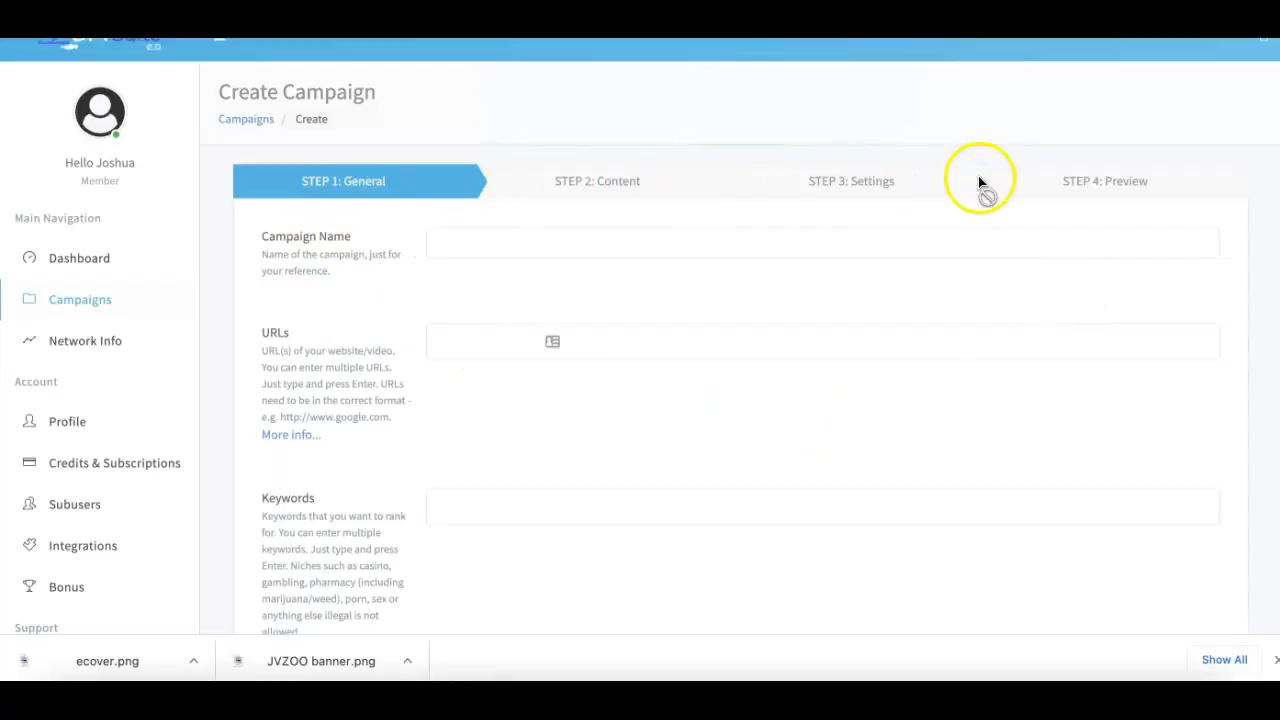 2.0
Create Campaign
Campaigns / Create
Hello Joshua
Member
STEP 1: General
STEP 2: Content
STEP 3: Settings
STEP 4: Preview
Main Navigation
Dashboard
Campaigns
Network Info
Account
Profile
Credits & Subscriptions
Subusers
Integrations
Bonus
Support
Campaign Name
Name of the campaign, just for
your reference.
URLs
URL(s) of your website/video.
You can enter multiple URLs.
Just type and press Enter. URLs
need to be in the correct format -
e.g. http://www.google.com.
More info...
Keywords
Keywords that you want to rank
for. You can enter multiple
keywords. Just type and press
Enter. Niches such as casino,
gambling, pharmacy (including
marijuana/weed), porn, sex or
anything else illegal is not
allowed
ecover.png
JVZOO banner.png
Show All